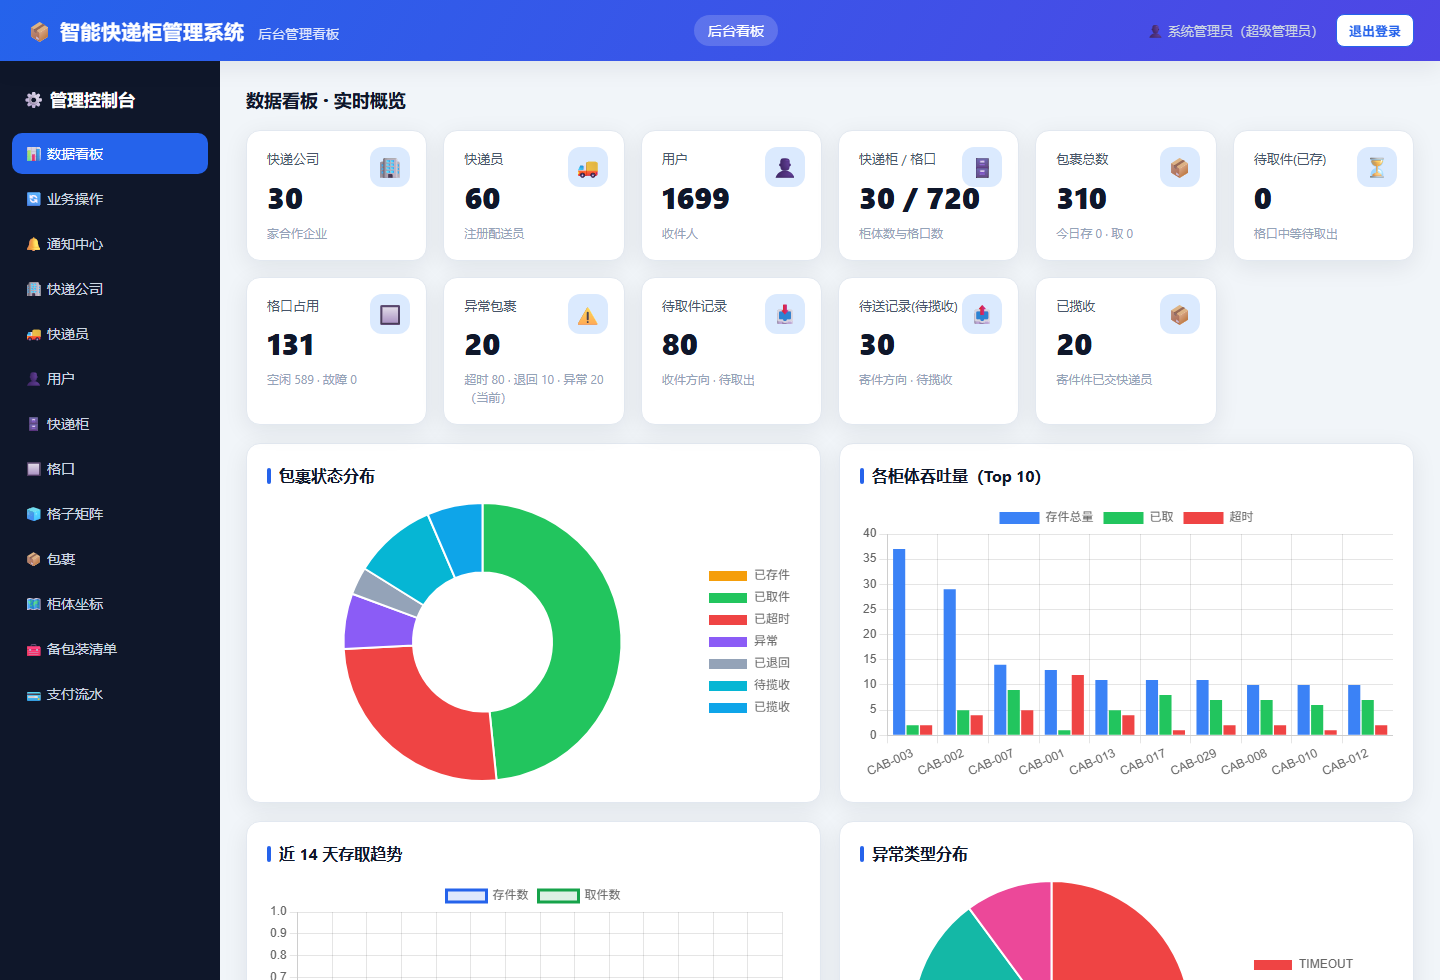 智能快递柜管理系统 后台管理看板
后台看板
系统管理员（超级管理员）
退出登录
管理控制台
数据看板
业务操作
通知中心
快递公司
快递员
用户
快递柜
格口
格子矩阵
包裹
柜体坐标
备包装清单
支付流水
数据看板 · 实时概览
快递公司
30
家合作企业
快递员
60
注册配送员
用户
1699
收件人
快递柜 / 格口
30 / 720
柜体数与格口数
包裹总数
310
今日存 0 · 取 0
待取件(已存)
0
格口中等待取出
格口占用
131
空闲 589 · 故障 0
异常包裹
20
超时 80 · 退回 10 · 异常 20
（当前）
待取件记录
80
收件方向 · 待取出
待送记录(待揽收)
30
寄件方向 · 待揽收
已揽收
20
寄件件已交快递员
包裹状态分布
已存件
已取件
已超时
异常
已退回
待揽收
已揽收
各柜体吞吐量（Top 10）
存件总量 已取 超时
40
35
30
25
20
15
10
5
0
CAB-003 CAB-002 CAB-007 CAB-001 CAB-013 CAB-017 CAB-029 CAB-008 CAB-010 CAB-012
近 14 天存取趋势
存件数 取件数
1.0
0.9
0.8
0.7
异常类型分布
TIMEOUT